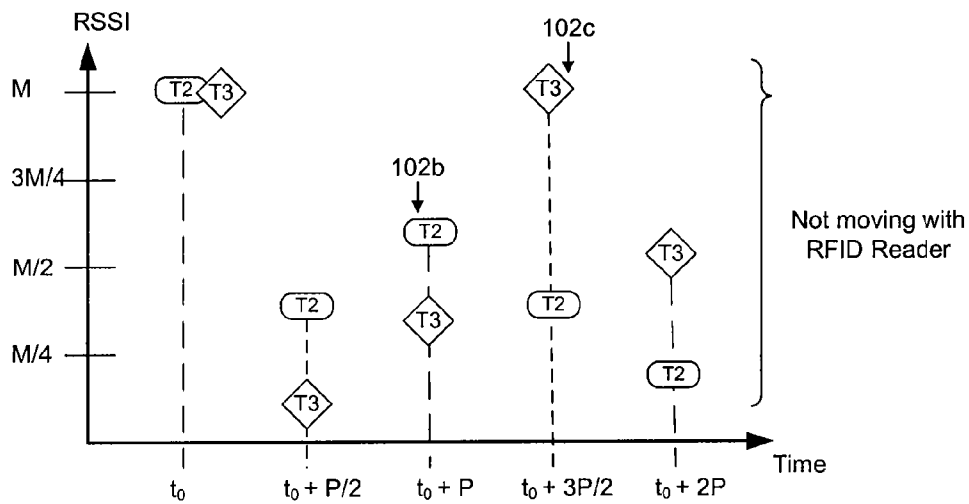 RSSI
102c
M
T2
T3
T3
3M/4
102b
T2
Not moving with
RFID Reader
M/2
T3
T2
T3
T2
M/4
T2
T3
t₀
t₀ + P/2
t₀ + P
t₀ + 3P/2
t₀ + 2P
Time